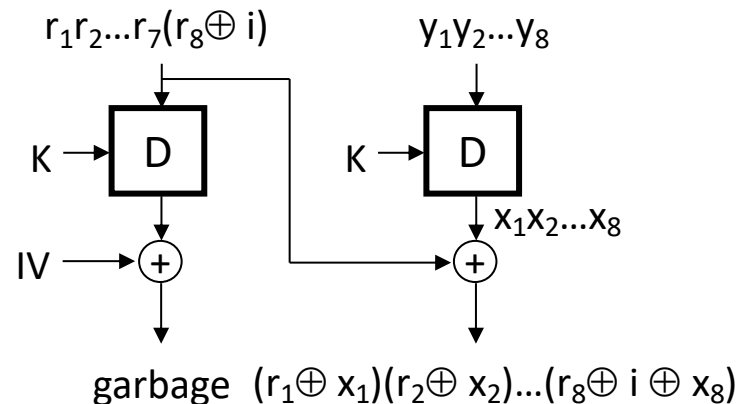 r₁r₂...r₇(r₈⊕ i) y₁y₂...y₈
K D K D
x₁x₂...x₈
IV + +
garbage (r₁⊕ x₁)(r₂⊕ x₂)...(r₈⊕ i ⊕ x₈)